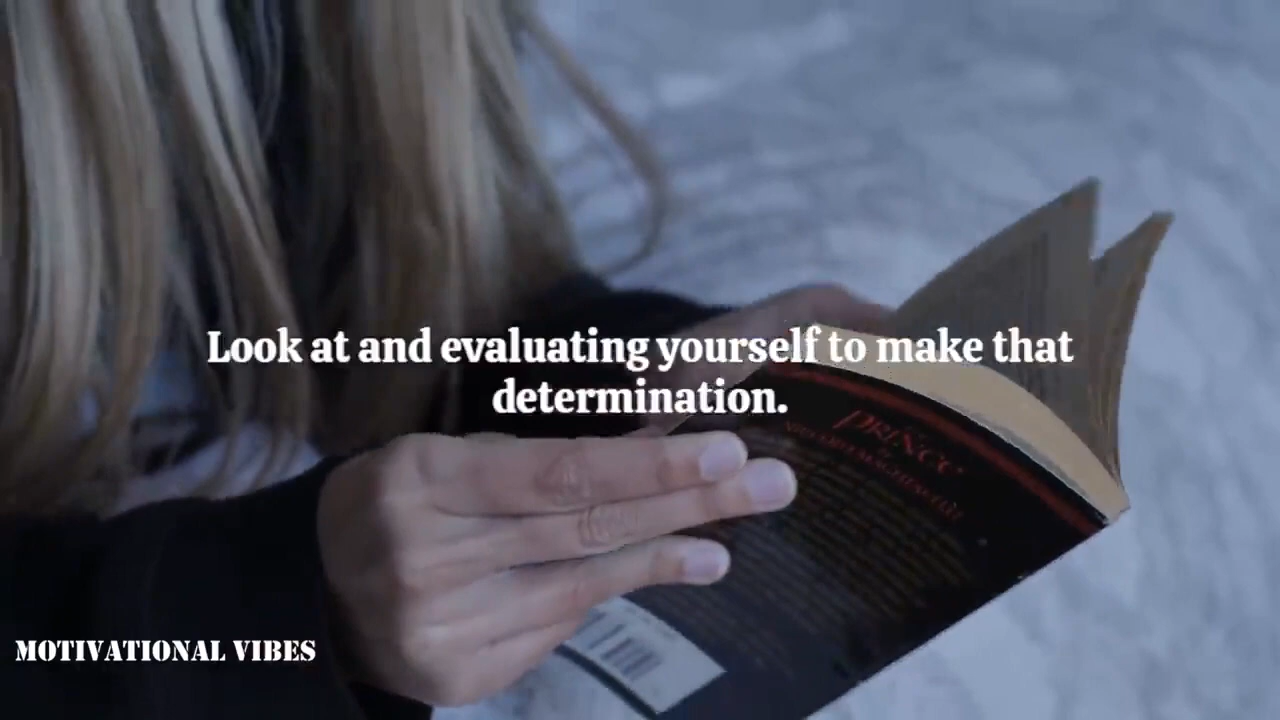 Look at and evaluating yourself to make that
determination.
PRINCE
MOTIVATIONAL VIBES